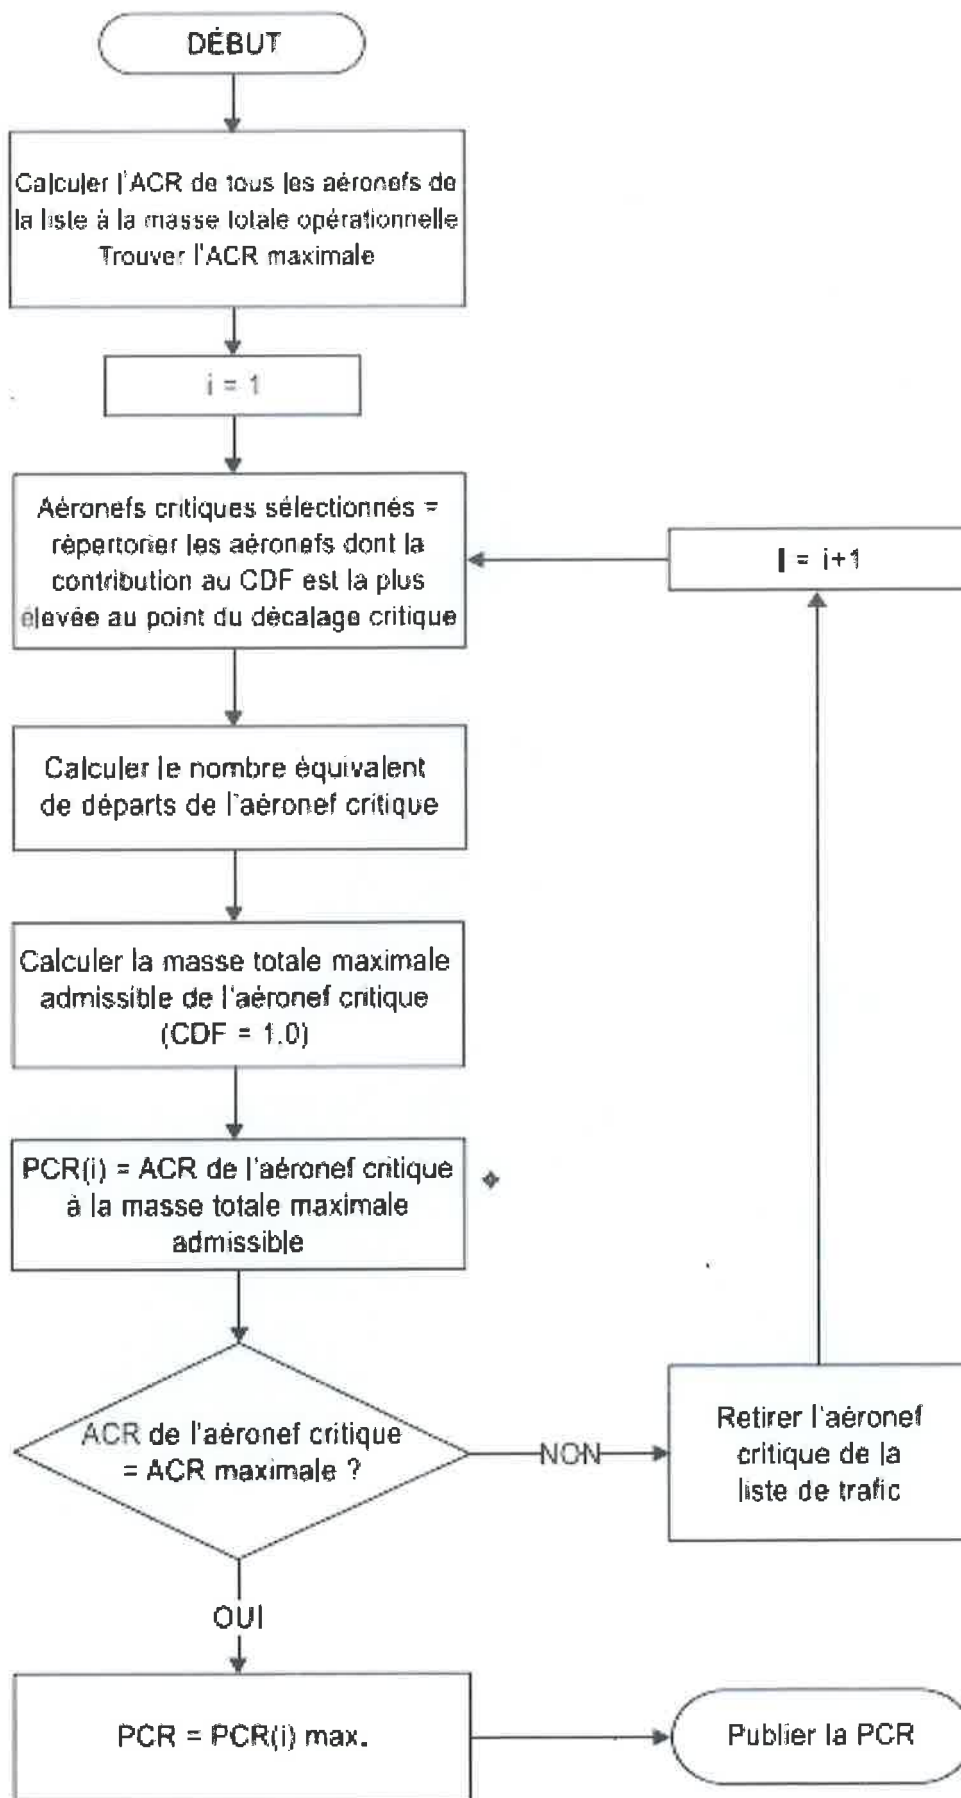 DÉBUT
Calculer l'ACR de tous les aéronefs de
la liste à la masse totale opérationnelle
Trouver l'ACR maximale
i = 1
Aéronefs critiques sélectionnés =
répertorier les aéronefs dont la
contribution au CDF est la plus
élevée au point du décalage critique
I = i+1
Calculer le nombre équivalent
de départs de l'aéronef critique
Calculer la masse totale maximale
admissible de l'aéronef critique
(CDF = 1.0)
PCR(i) = ACR de l'aéronef critique
à la masse totale maximale
admissible
ACR de l'aéronef critique
= ACR maximale ?
NON
Retirer l'aéronef
critique de la
liste de trafic
OUI
PCR = PCR(i) max.
Publier la PCR